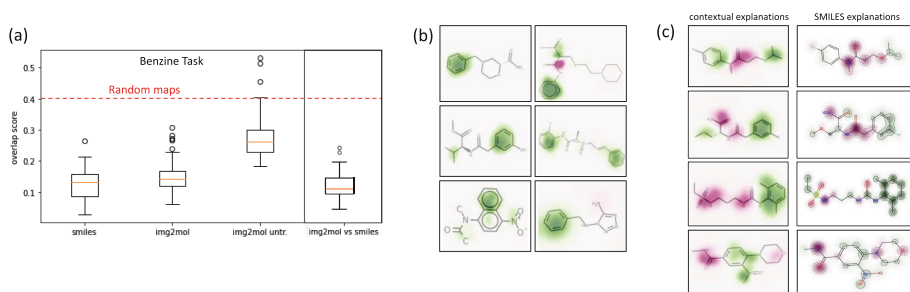 (a)
Benzine Task
Random maps
overlap score
0.5
0.4
0.3
0.2
0.1
smiles
img2mol
img2mol untr.
img2mol vs smiles
(b)
(c)
contextual explanations
SMILES explanations